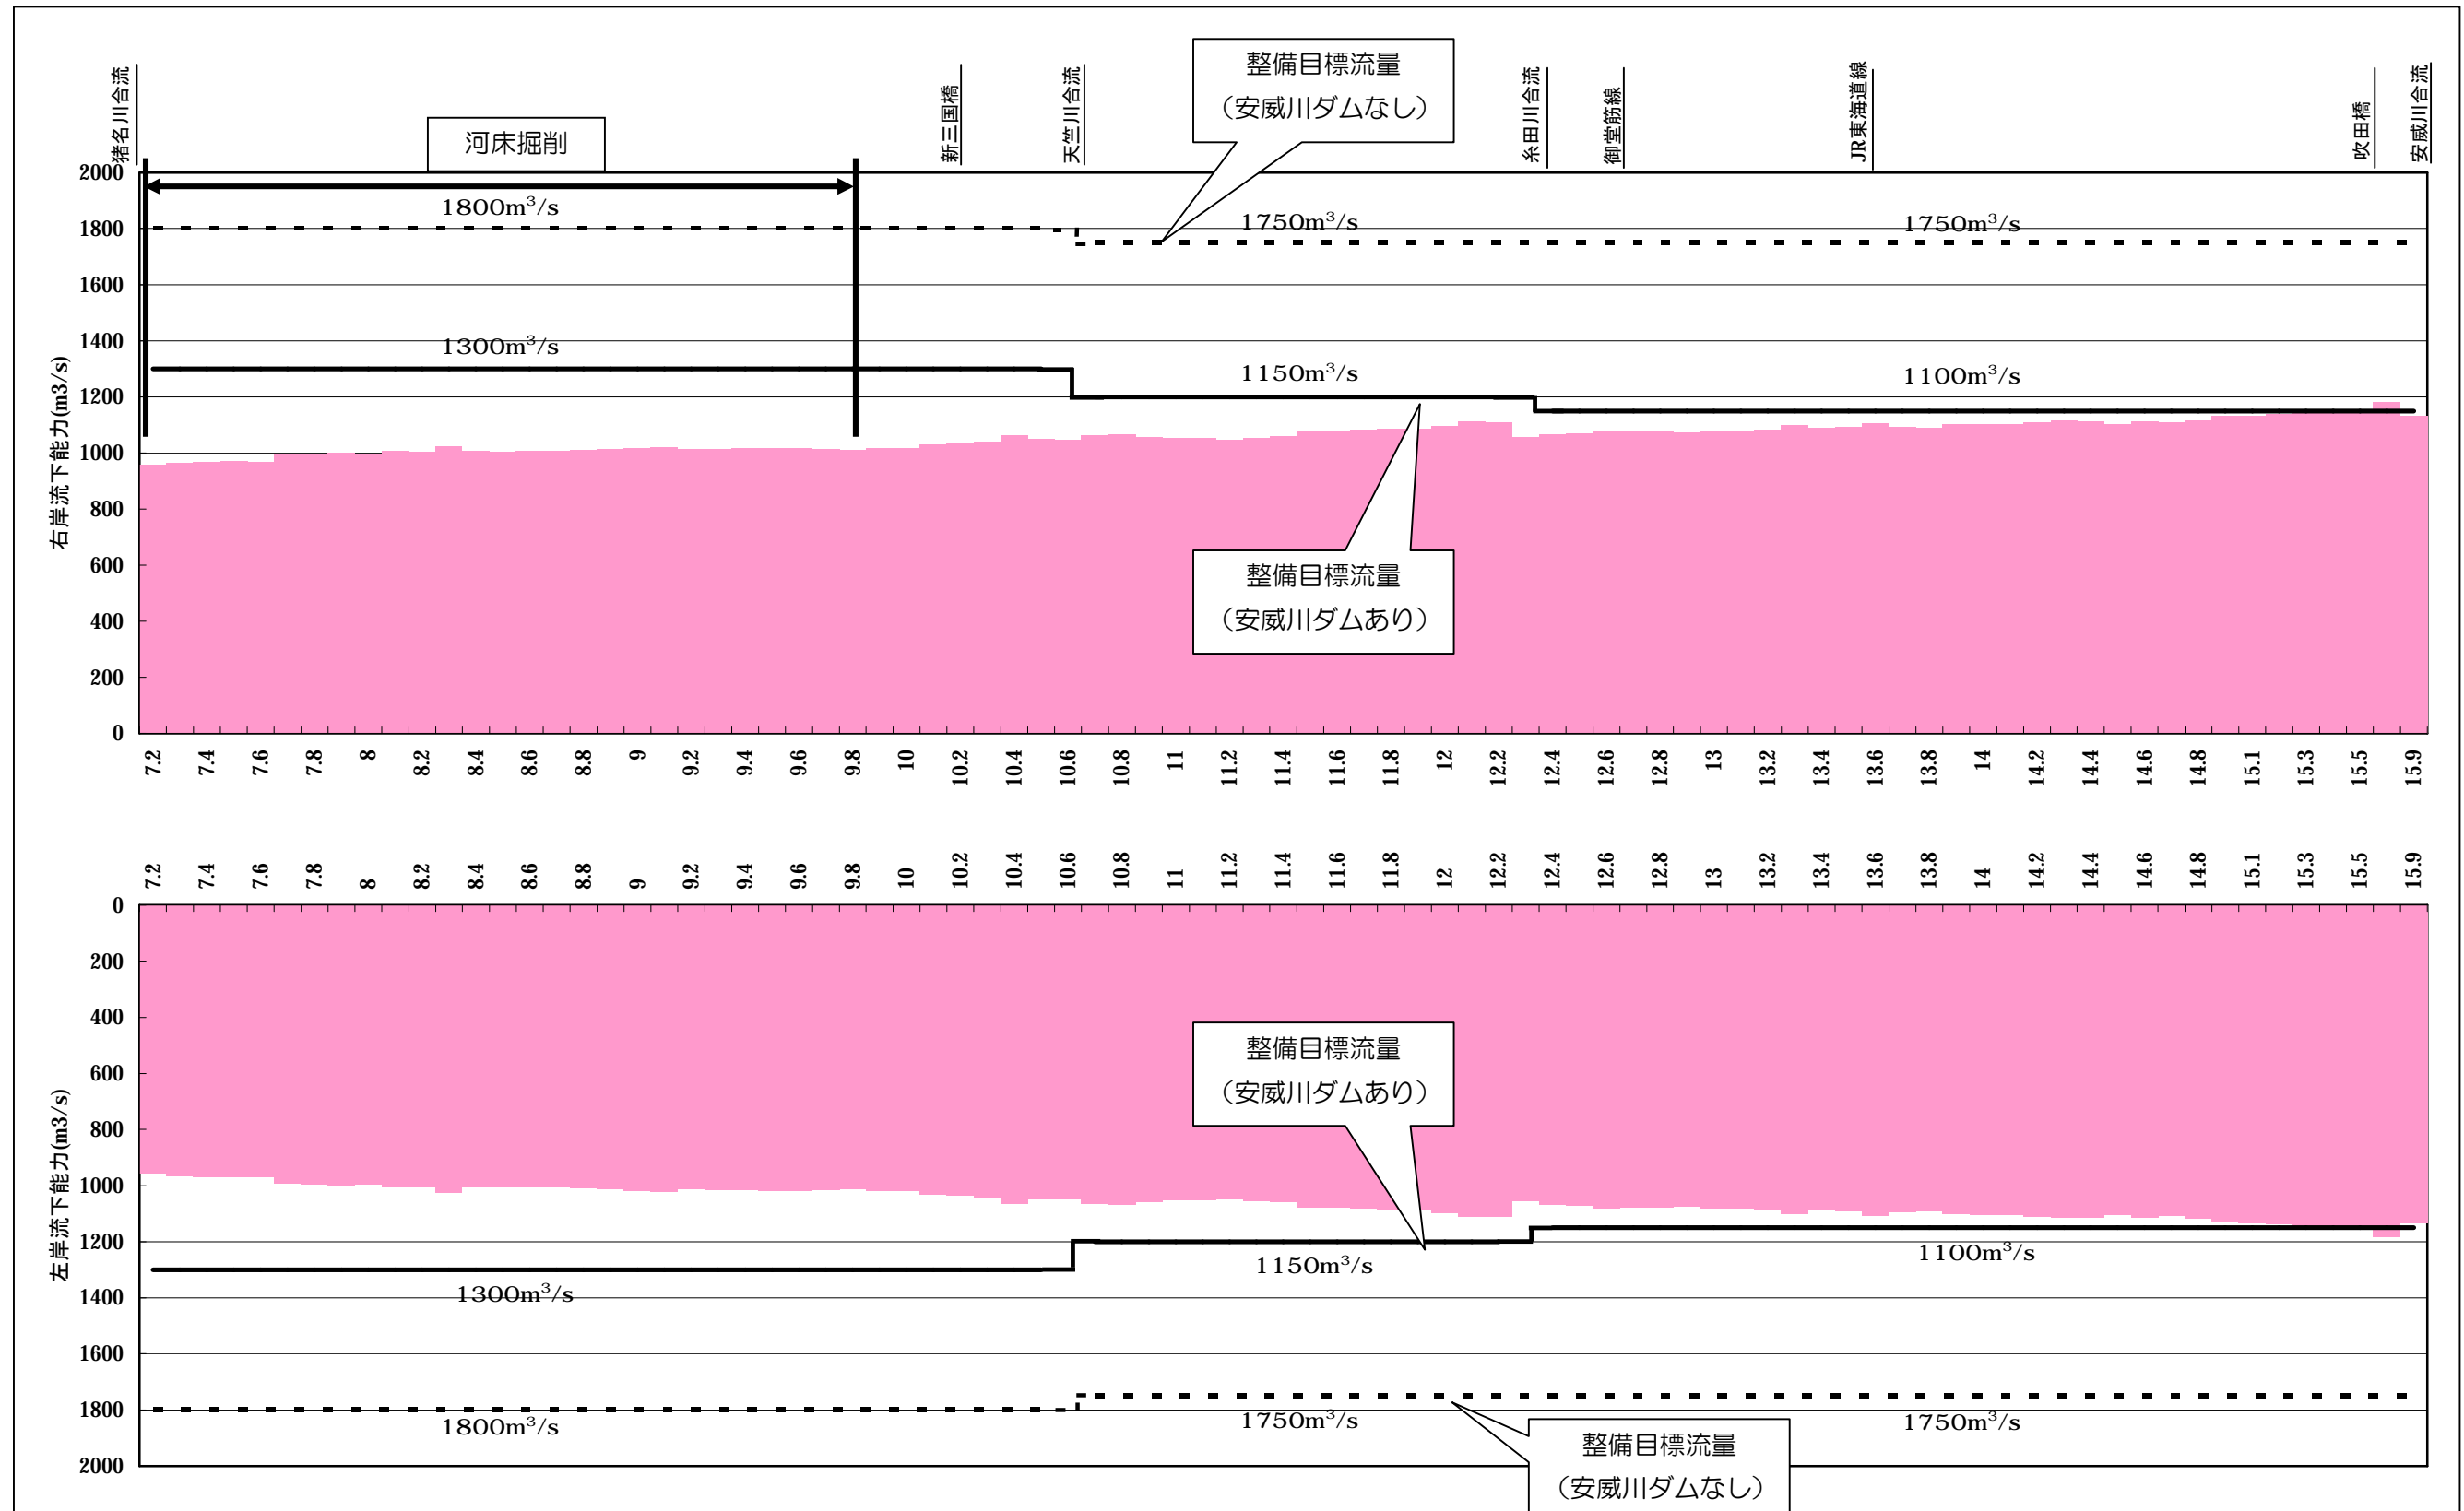 猪名川合流
新三国橋
天竺川合流
糸田川合流
御堂筋線
JR東海道線
吹田橋
安威川合流
河床掘削
整備目標流量
（安威川ダムなし）
2000
1800
1600
1400
1200
1000
800
600
400
200
0
右岸流下能力(m3/s)
1800m³/s
1750m³/s
1750m³/s
1300m³/s
1150m³/s
1100m³/s
整備目標流量
（安威川ダムあり）
7.2 7.4 7.6 7.8 8 8.2 8.4 8.6 8.8 9 9.2 9.4 9.6 9.8 10 10.2 10.4 10.6 10.8 11 11.2 11.4 11.6 11.8 12 12.2 12.4 12.6 12.8 13 13.2 13.4 13.6 13.8 14 14.2 14.4 14.6 14.8 15.1 15.3 15.5 15.9
7.2 7.4 7.6 7.8 8 8.2 8.4 8.6 8.8 9 9.2 9.4 9.6 9.8 10 10.2 10.4 10.6 10.8 11 11.2 11.4 11.6 11.8 12 12.2 12.4 12.6 12.8 13 13.2 13.4 13.6 13.8 14 14.2 14.4 14.6 14.8 15.1 15.3 15.5 15.9
0
200
400
600
800
1000
1200
1400
1600
1800
2000
左岸流下能力(m3/s)
整備目標流量
（安威川ダムあり）
1300m³/s
1150m³/s
1100m³/s
1800m³/s
1750m³/s
1750m³/s
整備目標流量
（安威川ダムなし）